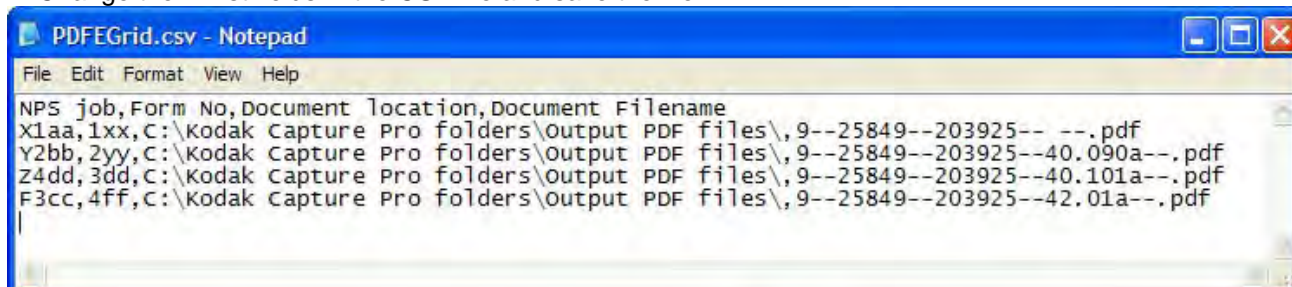 PDFEGrid.csv - Notepad
File Edit Format View Help
NPS job,Form No,Document location,Document Filename
X1aa,1xx,C:\Kodak Capture Pro folders\Output PDF files\,9--25849--203925-- --.pdf
Y2bb,2yy,C:\Kodak Capture Pro folders\Output PDF files\,9--25849--203925--40.090a--.pdf
Z4dd,3dd,C:\Kodak Capture Pro folders\Output PDF files\,9--25849--203925--40.101a--.pdf
F3cc,4ff,C:\Kodak Capture Pro folders\Output PDF files\,9--25849--203925--42.01a--.pdf